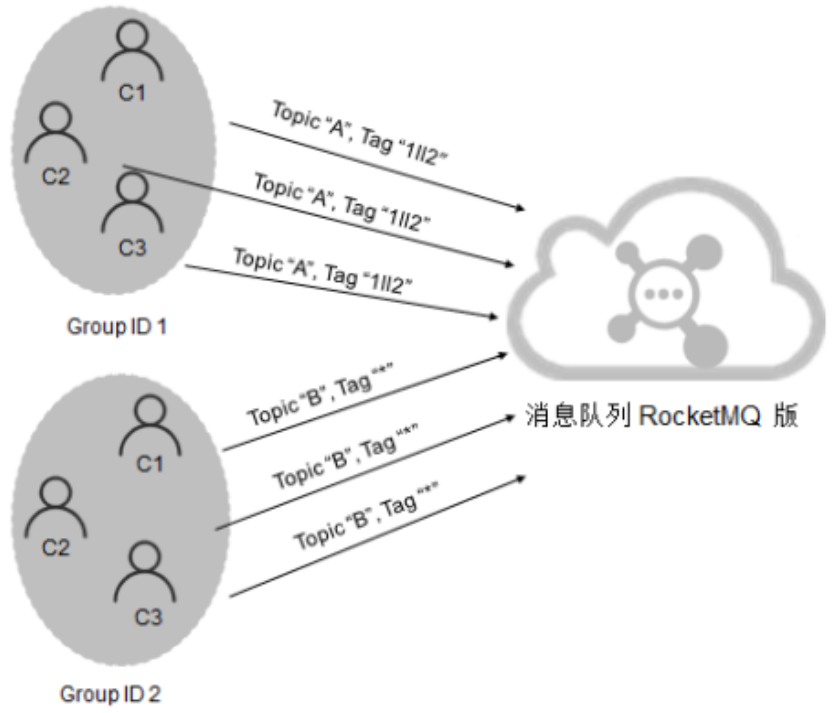 C1
C2
C3
Group ID 1
Topic “A”, Tag “1ll2”
Topic “A”, Tag “1ll2”
Topic “A”, Tag “1ll2”
C1
C2
C3
Group ID 2
Topic “B”, Tag “*”
Topic “B”, Tag “*”
Topic “B”, Tag “*”
消息队列 RocketMQ 版